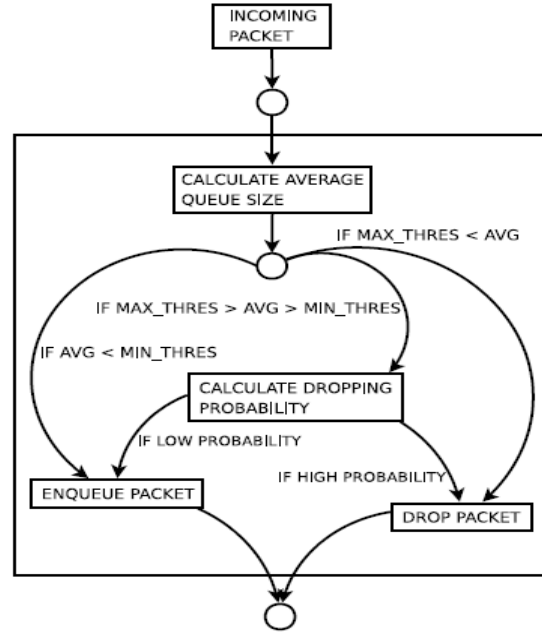 INCOMING
PACKET
CALCULATE AVERAGE
QUEUE SIZE
IF MAX_THRES < AVG
IF MAX_THRES > AVG > MIN_THRES
IF AVG < MIN_THRES
CALCULATE DROPPING
PROBABILITY
IF LOW PROBABILITY
IF HIGH PROBABILITY
ENQUEUE PACKET
DROP PACKET